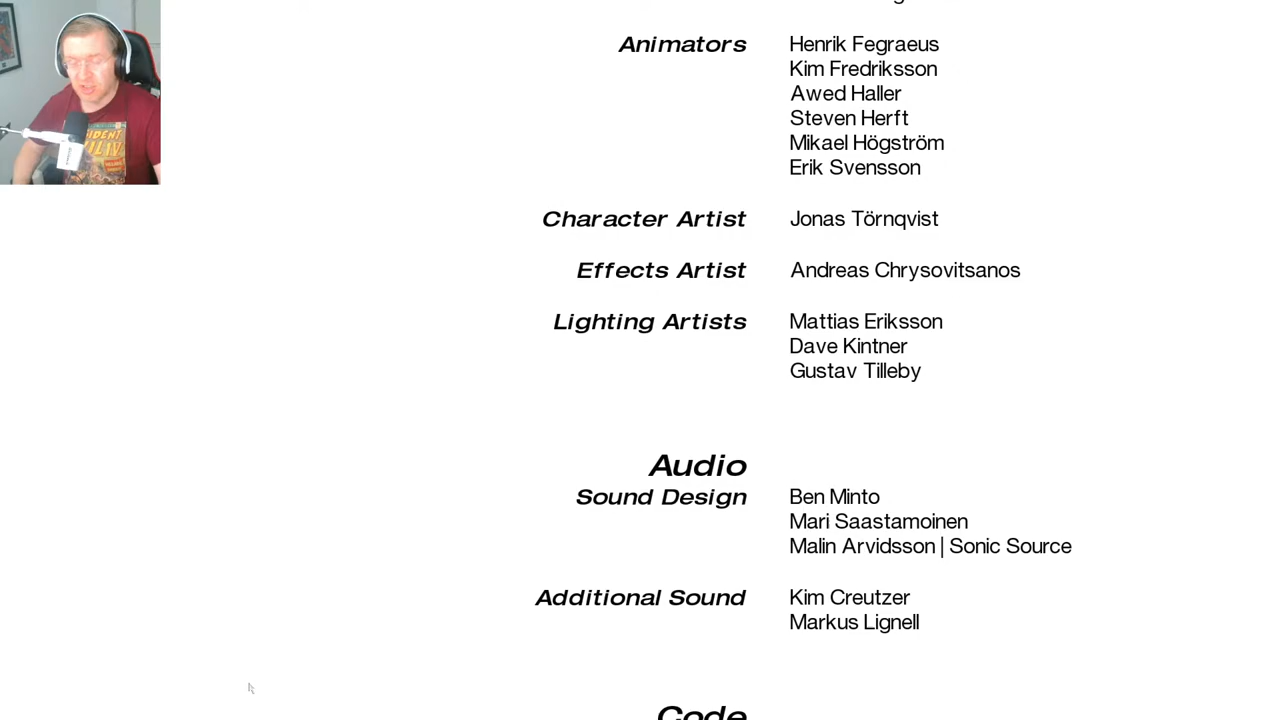 Animators Henrik Fegraeus
Kim Fredriksson
Awed Haller
Steven Herft
Mikael Högström
Erik Svensson
Character Artist Jonas Törnqvist
Effects Artist Andreas Chrysovitsanos
Lighting Artists Mattias Eriksson
Dave Kintner
Gustav Tilleby
Audio
Sound Design Ben Minto
Mari Saastamoinen
Malin Arvidsson | Sonic Source
Additional Sound Kim Creutzer
Markus Lignell
Code